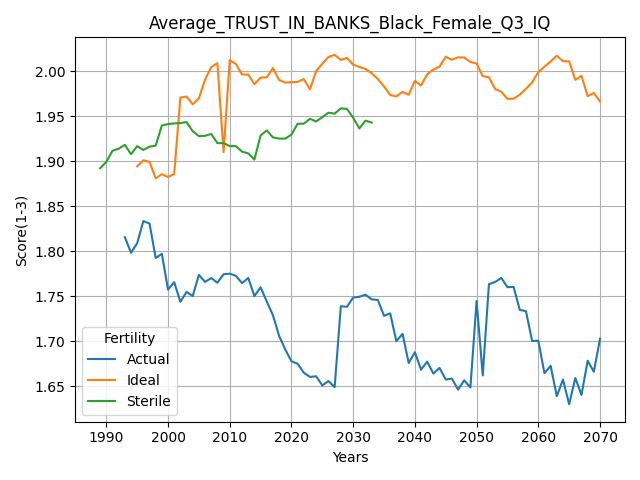 Average_TRUST_IN_BANKS_Black_Female_Q3_IQ
Score(1-3)
2.00
1.95
1.90
1.85
1.80
1.75
1.70
1.65
Fertility
Actual
Ideal
Sterile
1990 2000 2010 2020 2030 2040 2050 2060 2070
Years